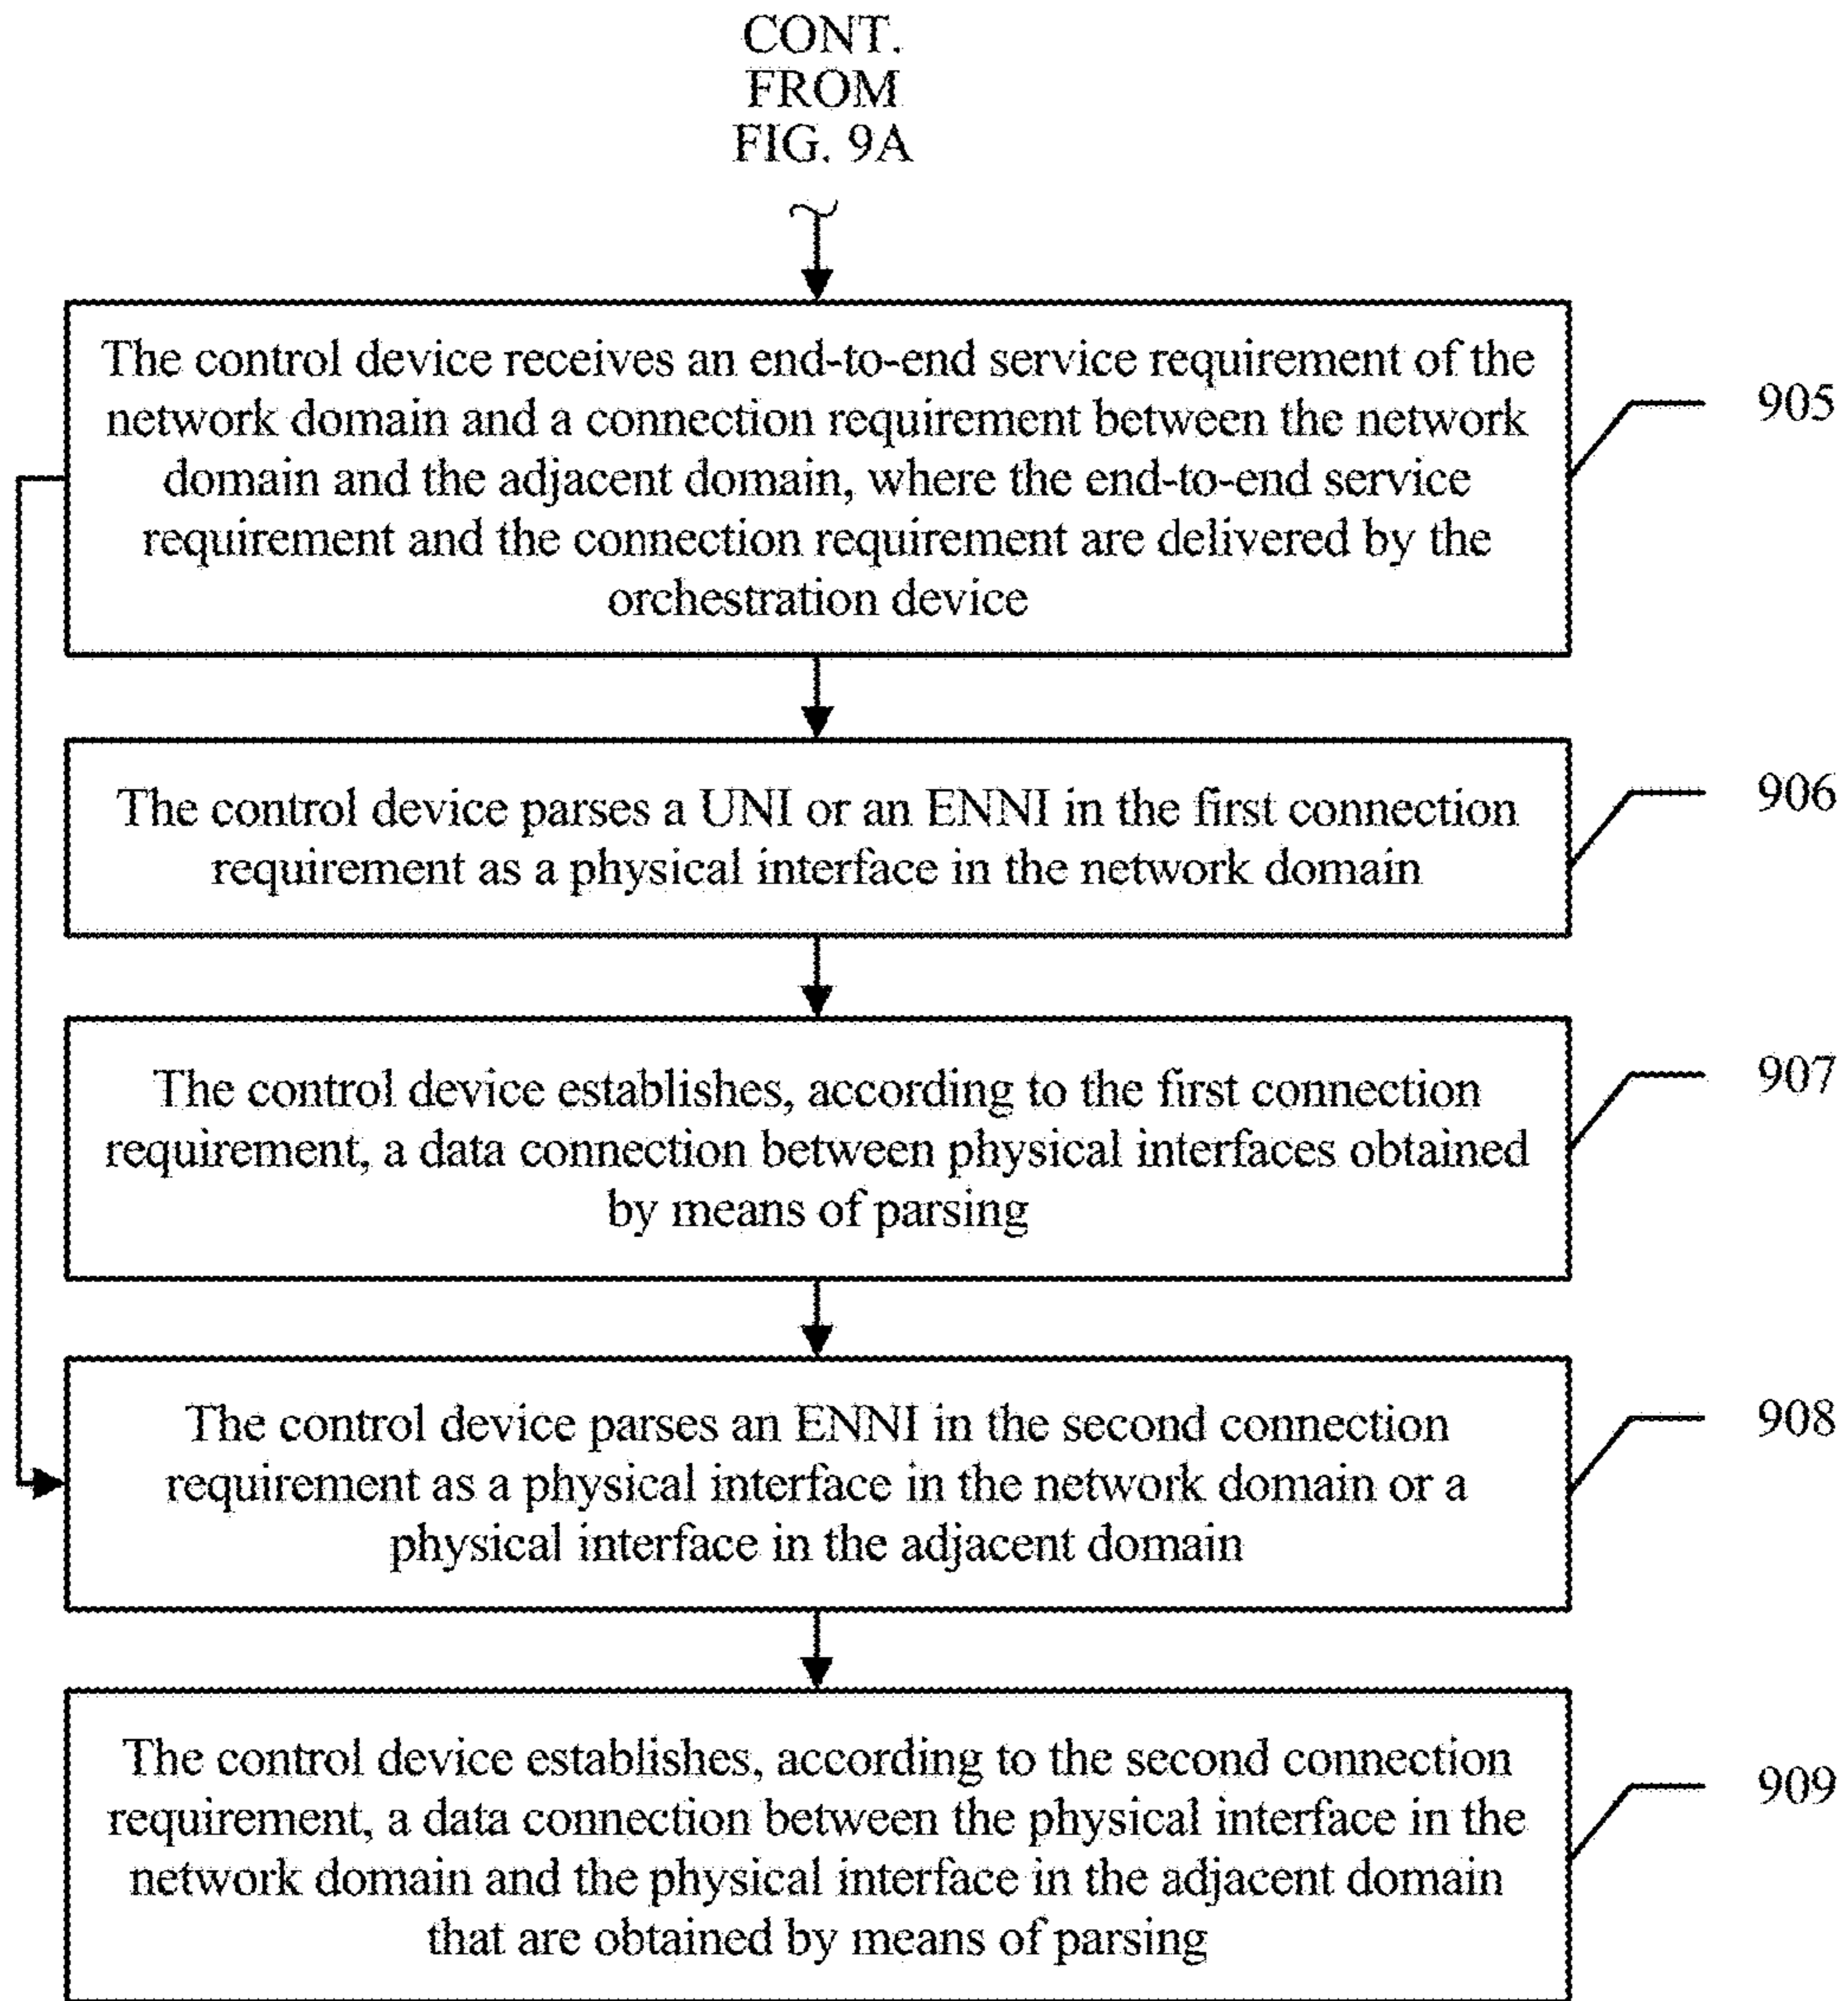 CONT.
FROM
FIG. 9A
The control device receives an end-to-end service requirement of the
network domain and a connection requirement between the network
domain and the adjacent domain, where the end-to-end service
requirement and the connection requirement are delivered by the
orchestration device
905
The control device parses a UNI or an ENNI in the first connection
requirement as a physical interface in the network domain
906
The control device establishes, according to the first connection
requirement, a data connection between physical interfaces obtained
by means of parsing
907
The control device parses an ENNI in the second connection
requirement as a physical interface in the network domain or a
physical interface in the adjacent domain
908
The control device establishes, according to the second connection
requirement, a data connection between the physical interface in the
network domain and the physical interface in the adjacent domain
that are obtained by means of parsing
909